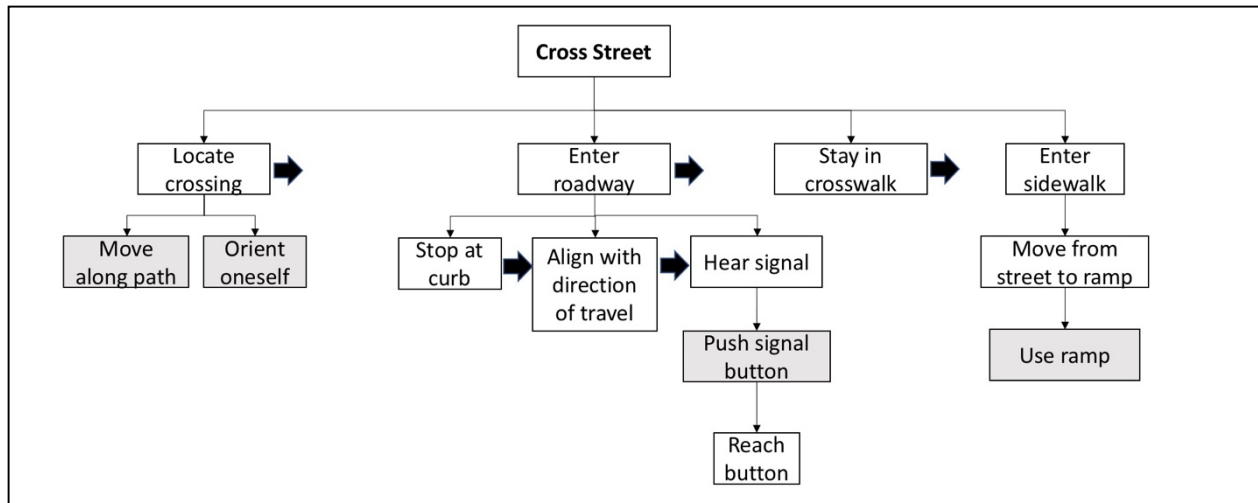 Cross Street
Locate
crossing
Enter
roadway
Stay in
crosswalk
Enter
sidewalk
Move
along path
Orient
oneself
Stop at
curb
Align with
direction
of travel
Hear signal
Move from
street to ramp
Push signal
button
Use ramp
Reach
button